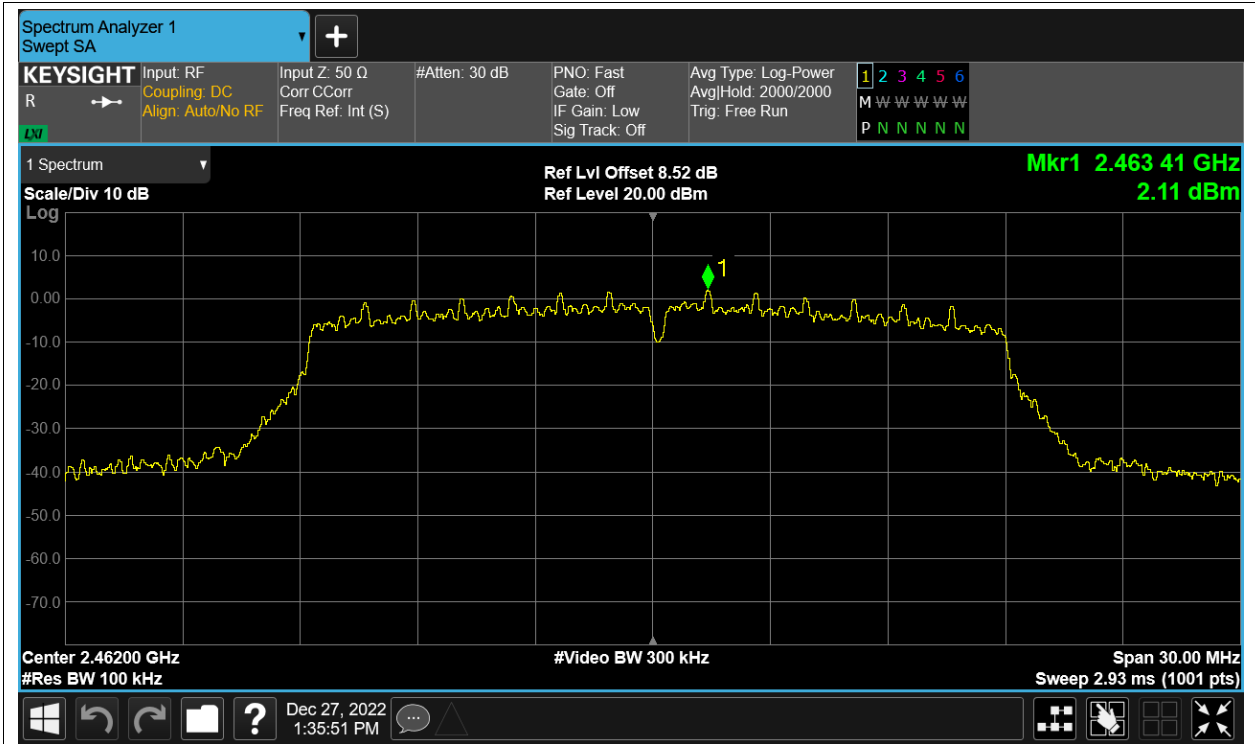 Spectrum Analyzer 1
Swept SA
KEYSIGHT
R
LXI
Input: RF
Coupling: DC
Align: Auto/No RF
Input Z: 50 Ω
Corr CCorr
Freq Ref: Int (S)
#Atten: 30 dB
PNO: Fast
Gate: Off
IF Gain: Low
Sig Track: Off
Avg Type: Log-Power
Avg|Hold: 2000/2000
Trig: Free Run
1 2 3 4 5 6
M W W W W W
P N N N N N
1 Spectrum
Scale/Div 10 dB
Log
Ref Lvl Offset 8.52 dB
Ref Level 20.00 dBm
Mkr1 2.463 41 GHz
2.11 dBm
10.0
0.00
-10.0
-20.0
-30.0
-40.0
-50.0
-60.0
-70.0
1
Center 2.46200 GHz
#Res BW 100 kHz
#Video BW 300 kHz
Span 30.00 MHz
Sweep 2.93 ms (1001 pts)
?
Dec 27, 2022
1:35:51 PM